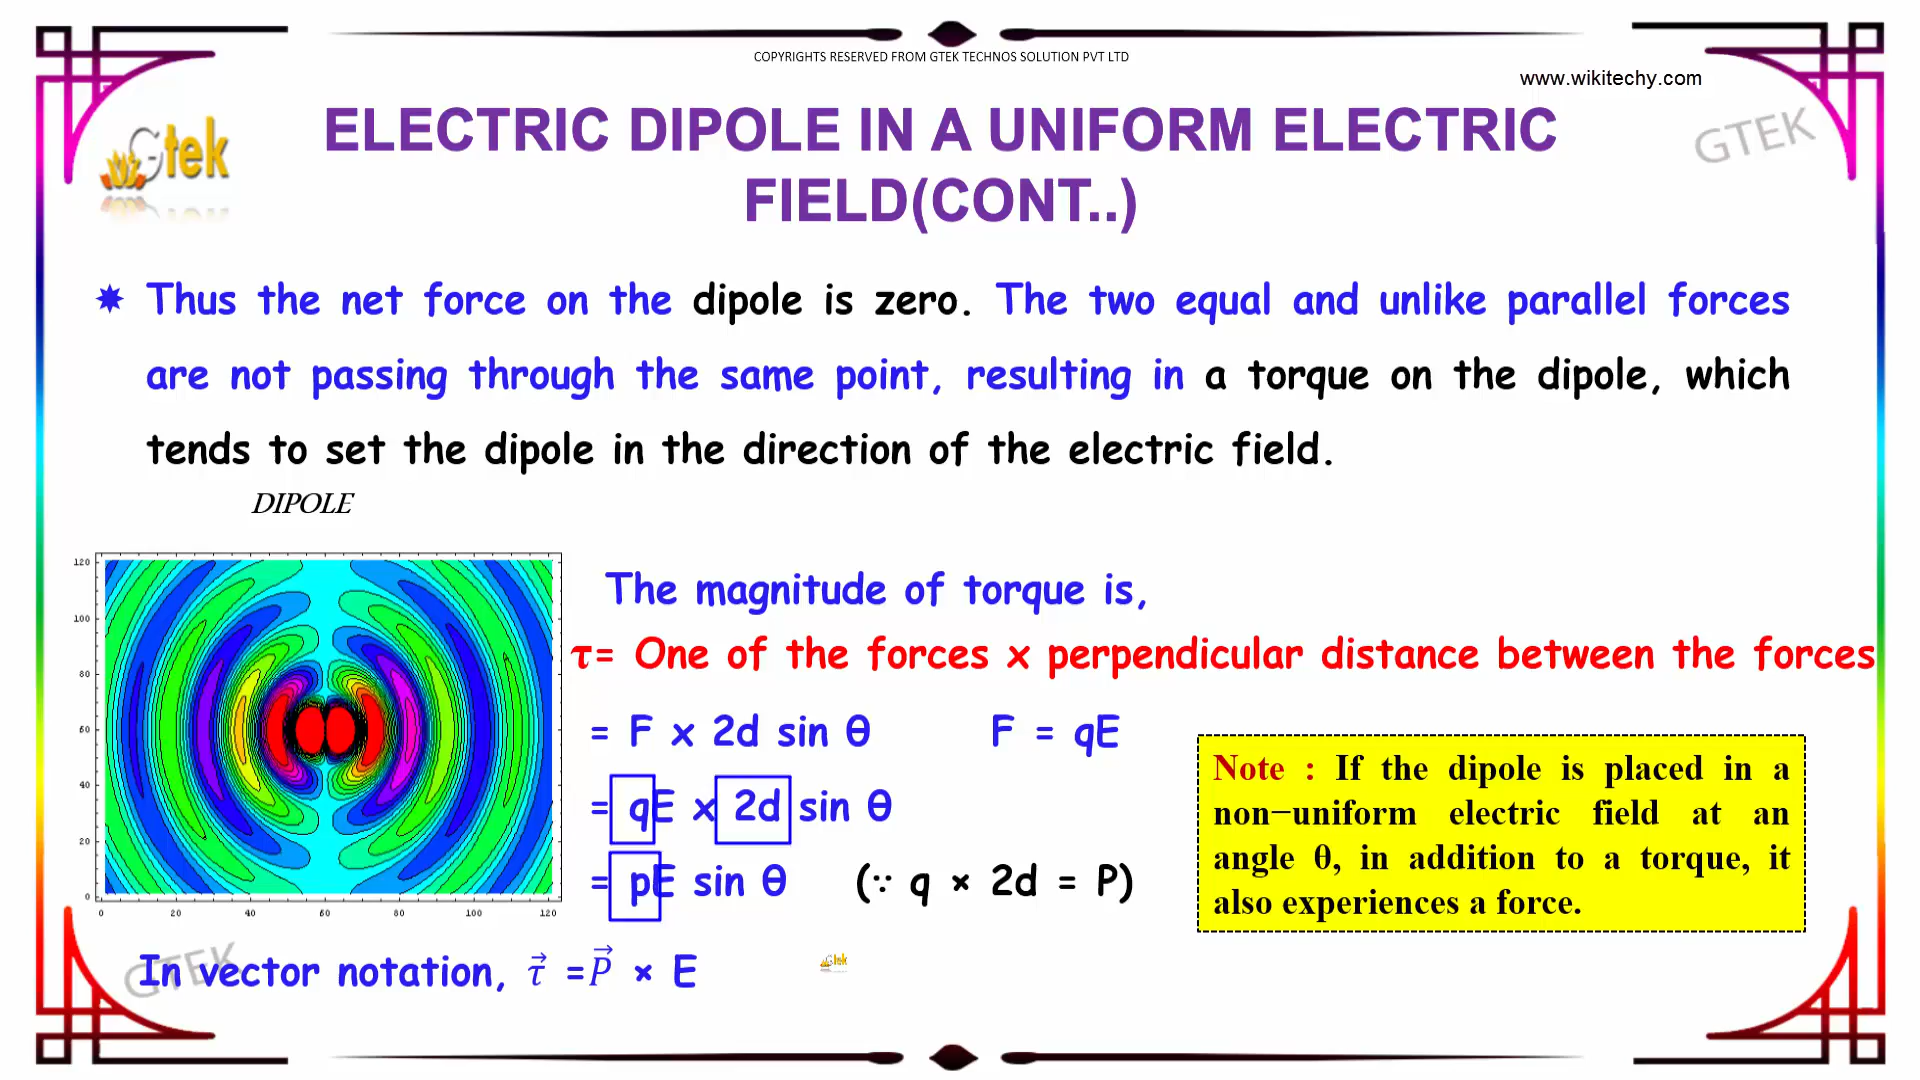 COPYRIGHTS RESERVED FROM GTEK TECHNOS SOLUTION PVT LTD
www.wikitechy.com
Gtek
GTEK
ELECTRIC DIPOLE IN A UNIFORM ELECTRIC
FIELD(CONT..)
Thus the net force on the dipole is zero. The two equal and unlike parallel forces
are not passing through the same point, resulting in a torque on the dipole, which
tends to set the dipole in the direction of the electric field.
DIPOLE
120
100
80
60
40
20
0
0 20 40 60 80 100 120
The magnitude of torque is,
τ= One of the forces x perpendicular distance between the forces
= F x 2d sin θ F = qE
= qE x 2d sin θ
= pE sin θ (∵ q × 2d = P)
Note : If the dipole is placed in a
non−uniform electric field at an
angle θ, in addition to a torque, it
also experiences a force.
GTEK
In vector notation, τ⃗ =P⃗ × E
Gtek